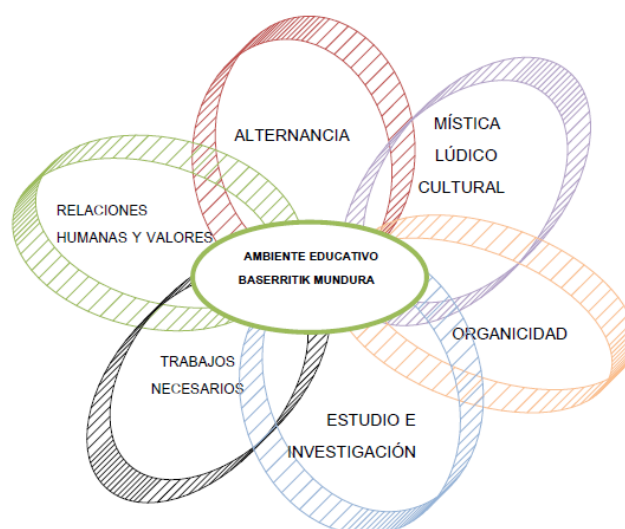 ALTERNANCIA
MÍSTICA
LÚDICO
CULTURAL
RELACIONES
HUMANAS Y VALORES
AMBIENTE EDUCATIVO
BASERRITIK MUNDURA
ORGANICIDAD
TRABAJOS
NECESARIOS
ESTUDIO E
INVESTIGACIÓN